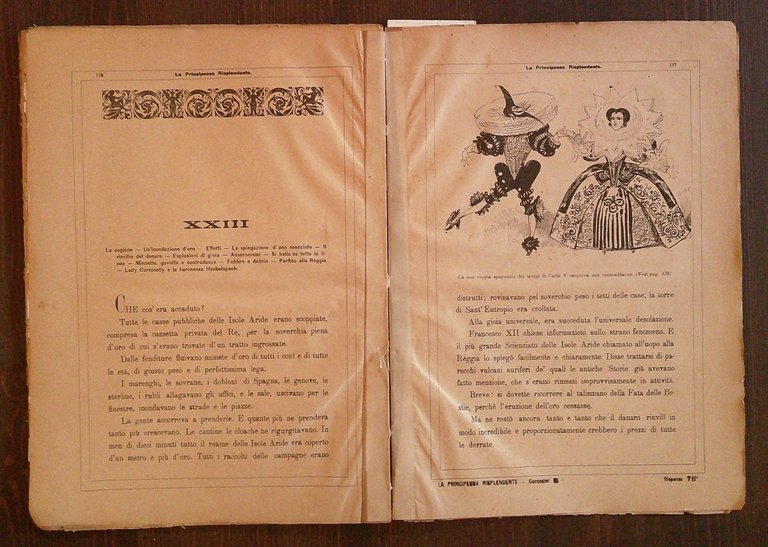 116
La Principessa Risplendente.
XXIII
La cagione — Un'inondazione d'oro — Effetti — La spiegazione d'uno scenziato — Il
rinvilio del denaro — Esplosioni di gioia — Anacronismi — Si balla su tutta la li-
nea — Minuetto, gavotte e controdanza — Febbre e delirio — Perfino alla Reggia
— Lady Cornicelly e la baronessa Hazbelspach.
CHE cos'era accaduto?
Tutte le casse pubbliche delle Isole Aride erano scoppiate,
compresa la cassetta privata del Re, per la soverchia piena
d'oro di cui s'erano trovate d'un tratto ingrossate.
Dalle fenditure fluivano monete d'oro di tutti i conî e di tutte
le età, di giusto peso e di perfettissima lega.
I marenghi, le sovrane, i dobloni di Spagna, le genove, le
sterline, i rubli allagavano gli uffici, e le sale, uscivano per le
finestre, inondavano le strade e le piazze.
La gente accorreva a prenderle. E quante più ne prendeva
tanto più crescevano. Le cantine le cloache ne rigurgitavano. In
men di dieci minuti tutto il reame delle Isole Aride era coperto
d'un metro e più d'oro. Tutti i raccolti delle campagne erano
La Principessa Risplendente.
117
La una coppia spagnuola dei tempi di Carlo V eseguiva una contraddanza. (Vedi pag. 128)
distrutti; rovinavano pel soverchio peso i tetti delle case; la torre
di Sant' Eutropio era crollata.
Alla gioia universale, era succeduta l'universale desolazione.
Francesco XII chiese informazioni sullo strano fenomeno. E
il più grande Scienziato delle Isole Aride chiamato all'uopo alla
Reggia lo spiegò facilmente e chiaramente. Disse trattarsi di pa-
recchi vulcani auriferi de' quali le antiche Storie già avevano
fatto menzione, che s'erano rimessi improvvisamente in attività.
Breve: si dovette ricorrere al talismano della Fata delle Be-
stie, perchè l'eruzione dell'oro cessasse.
Ma ne restò ancora tanto e tanto che il danaro rinvilì in
modo incredibile e proporzionatamente crebbero i prezzi di tutte
le derrate.
LA PRINCIPESSA RISPLENDENTE - Centesimi 5
Dispensa 78ª